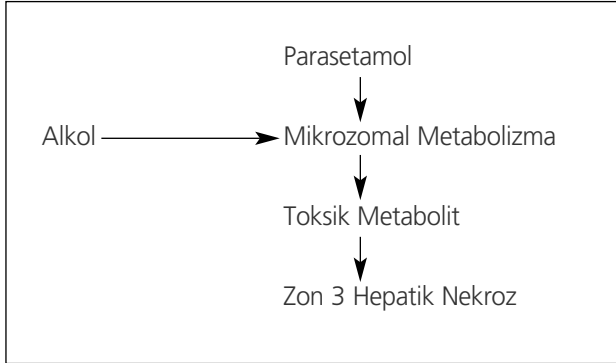 Parasetamol
Alkol Mikrozomal Metabolizma
Toksik Metabolit
Zon 3 Hepatik Nekroz